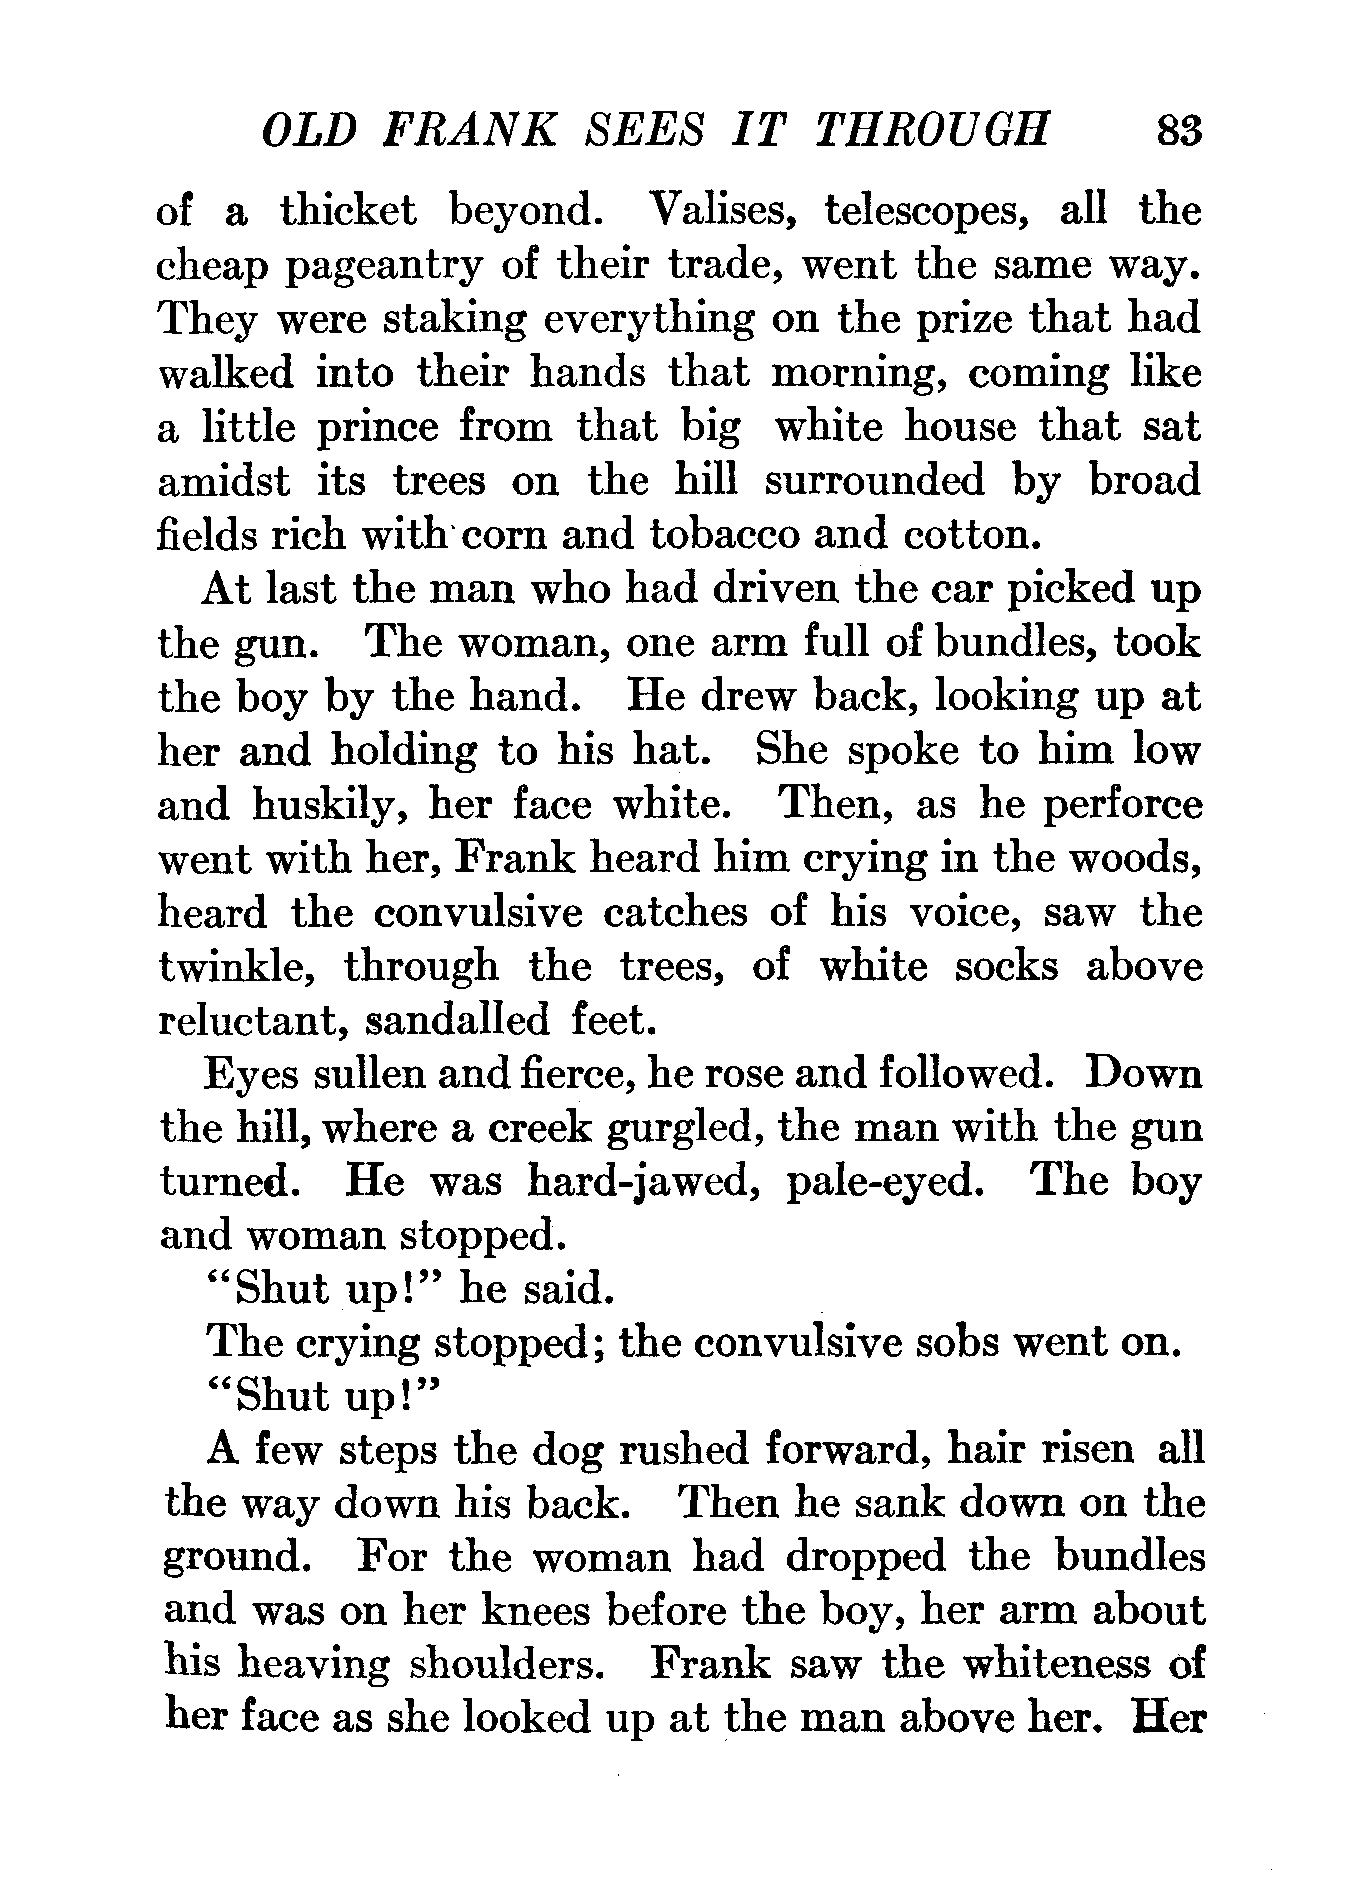 OLD FRANK SEES IT THROUGH 83
of a thicket beyond. Valises, telescopes, all the
cheap pageantry of their trade, went the same way.
They were staking everything on the prize that had
walked into their hands that morning, coming like
a little prince from that big white house that sat
amidst its trees on the hill surrounded by broad
fields rich with corn and tobacco and cotton.
At last the man who had driven the car picked up
the gun. The woman, one arm full of bundles, took
the boy by the hand. He drew back, looking up at
her and holding to his hat. She spoke to him low
and huskily, her face white. Then, as he perforce
went with her, Frank heard him crying in the woods,
heard the convulsive catches of his voice, saw the
twinkle, through the trees, of white socks above
reluctant, sandalled feet.
Eyes sullen and fierce, he rose and followed. Down
the hill, where a creek gurgled, the man with the gun
turned. He was hard-jawed, pale-eyed. The boy
and woman stopped.
"Shut up!" he said.
The crying stopped; the convulsive sobs went on.
"Shut up!"
A few steps the dog rushed forward, hair risen all
the way down his back. Then he sank down on the
ground. For the woman had dropped the bundles
and was on her knees before the boy, her arm about
his heaving shoulders. Frank saw the whiteness of
her face as she looked up at the man above her. Her